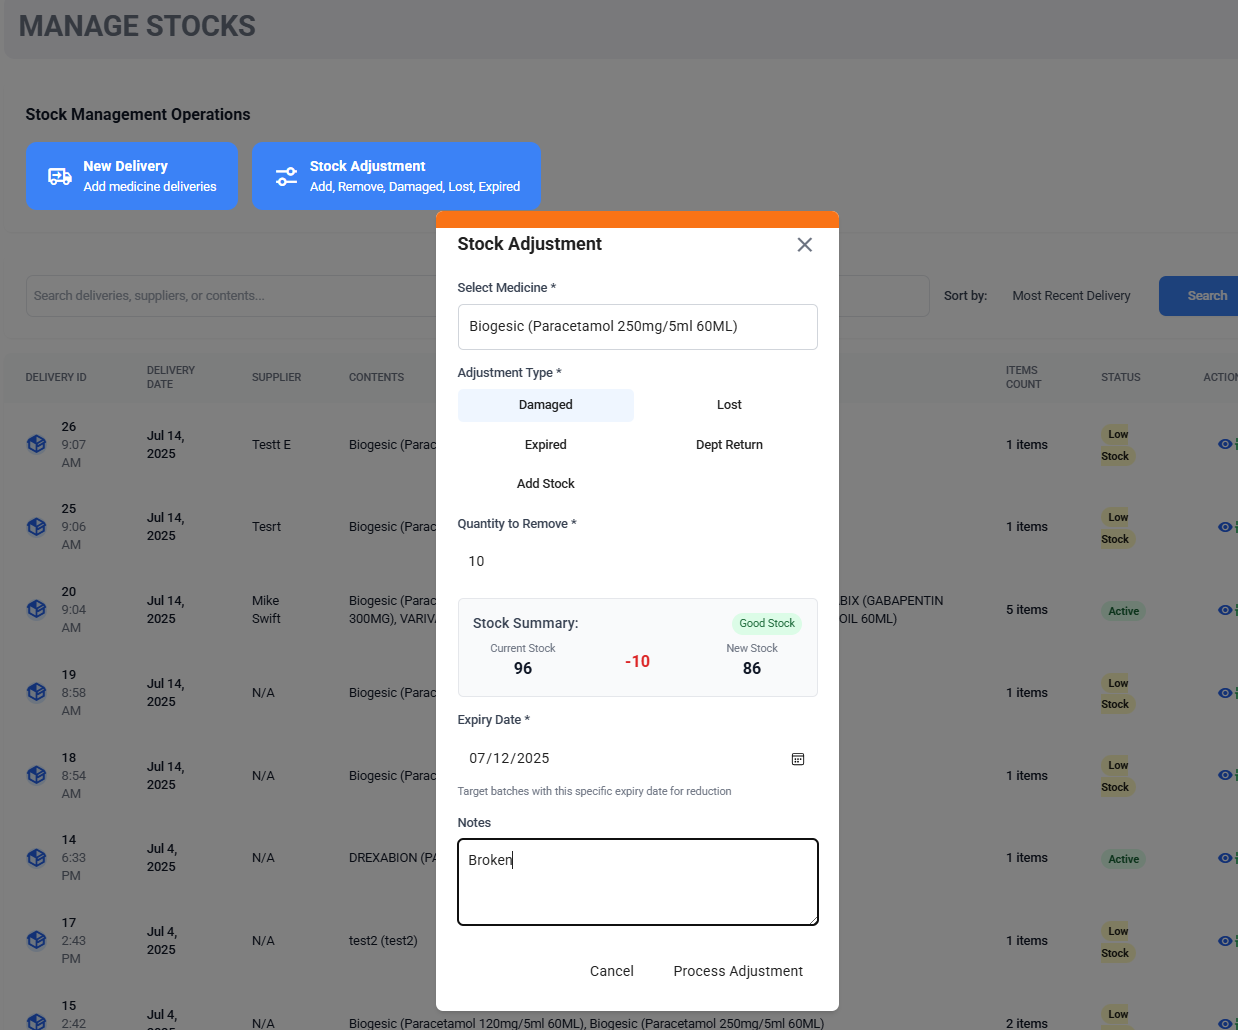 MANAGE STOCKS
Stock Management Operations
New Delivery
Add medicine deliveries
Stock Adjustment
Add, Remove, Damaged, Lost, Expired
Search deliveries, suppliers, or contents...
Sort by:
Most Recent Delivery
Search
DELIVERY ID
DELIVERY
DATE
SUPPLIER
CONTENTS
ITEMS
COUNT
STATUS
ACTION
26
9:07
AM
Jul 14,
2025
Testt E
Biogesic (Parac
1 items
Low
Stock
25
9:06
AM
Jul 14,
2025
Tesrt
Biogesic (Parac
1 items
Low
Stock
20
9:04
AM
Jul 14,
2025
Mike
Swift
Biogesic (Parac
300MG), VARIV
BIX (GABAPENTIN
OIL 60ML)
5 items
Active
19
8:58
AM
Jul 14,
2025
N/A
Biogesic (Parac
1 items
Low
Stock
18
8:54
AM
Jul 14,
2025
N/A
Biogesic (Parac
1 items
Low
Stock
14
6:33
PM
Jul 4,
2025
N/A
DREXABION (PA
1 items
Active
17
2:43
PM
Jul 4,
2025
N/A
test2 (test2)
1 items
Low
Stock
15
2:42
Jul 4,
2025
N/A
Biogesic (Paracetamol 120mg/5ml 60ML), Biogesic (Paracetamol 250mg/5ml 60ML)
2 items
Low
Stock Adjustment
Select Medicine *
Biogesic (Paracetamol 250mg/5ml 60ML)
Adjustment Type *
Damaged
Lost
Expired
Dept Return
Add Stock
Quantity to Remove *
10
Stock Summary:
Good Stock
Current Stock
96
-10
New Stock
86
Expiry Date *
07/12/2025
Target batches with this specific expiry date for reduction
Notes
Broken
Cancel
Process Adjustment